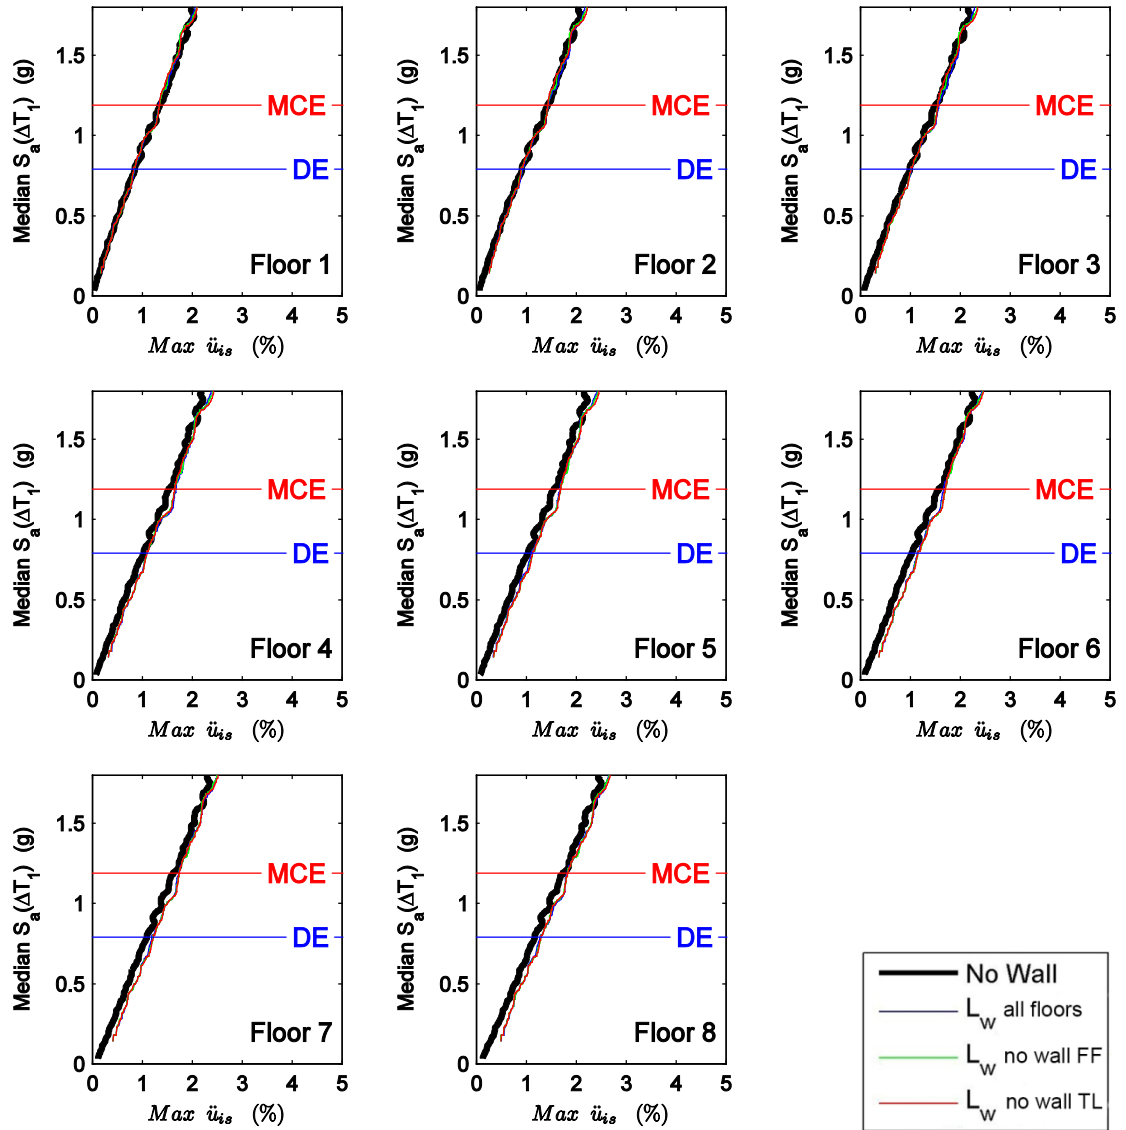 Median S_a(ΔT_1) (g)
1.5
1
0.5
0
MCE
DE
Floor 1
0 1 2 3 4 5
Max ü_is (%)
Median S_a(ΔT_1) (g)
1.5
1
0.5
0
MCE
DE
Floor 2
0 1 2 3 4 5
Max ü_is (%)
Median S_a(ΔT_1) (g)
1.5
1
0.5
0
MCE
DE
Floor 3
0 1 2 3 4 5
Max ü_is (%)
Median S_a(ΔT_1) (g)
1.5
1
0.5
0
MCE
DE
Floor 4
0 1 2 3 4 5
Max ü_is (%)
Median S_a(ΔT_1) (g)
1.5
1
0.5
0
MCE
DE
Floor 5
0 1 2 3 4 5
Max ü_is (%)
Median S_a(ΔT_1) (g)
1.5
1
0.5
0
MCE
DE
Floor 6
0 1 2 3 4 5
Max ü_is (%)
Median S_a(ΔT_1) (g)
1.5
1
0.5
0
MCE
DE
Floor 7
0 1 2 3 4 5
Max ü_is (%)
Median S_a(ΔT_1) (g)
1.5
1
0.5
0
MCE
DE
Floor 8
0 1 2 3 4 5
Max ü_is (%)
No Wall
L_w all floors
L_w no wall FF
L_w no wall TL